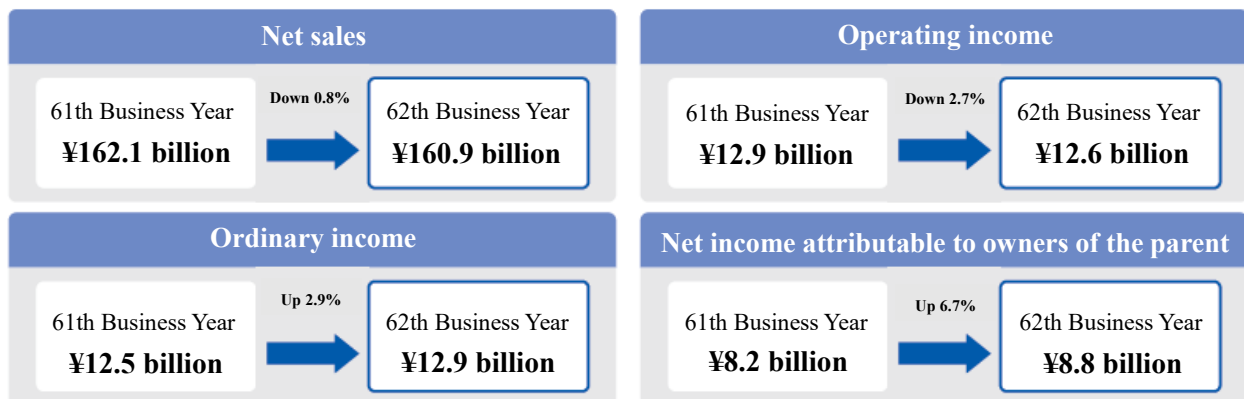 Net sales
61th Business Year
¥162.1 billion
Down 0.8%
62th Business Year
¥160.9 billion
Operating income
61th Business Year
¥12.9 billion
Down 2.7%
62th Business Year
¥12.6 billion
Ordinary income
61th Business Year
¥12.5 billion
Up 2.9%
62th Business Year
¥12.9 billion
Net income attributable to owners of the parent
61th Business Year
¥8.2 billion
Up 6.7%
62th Business Year
¥8.8 billion